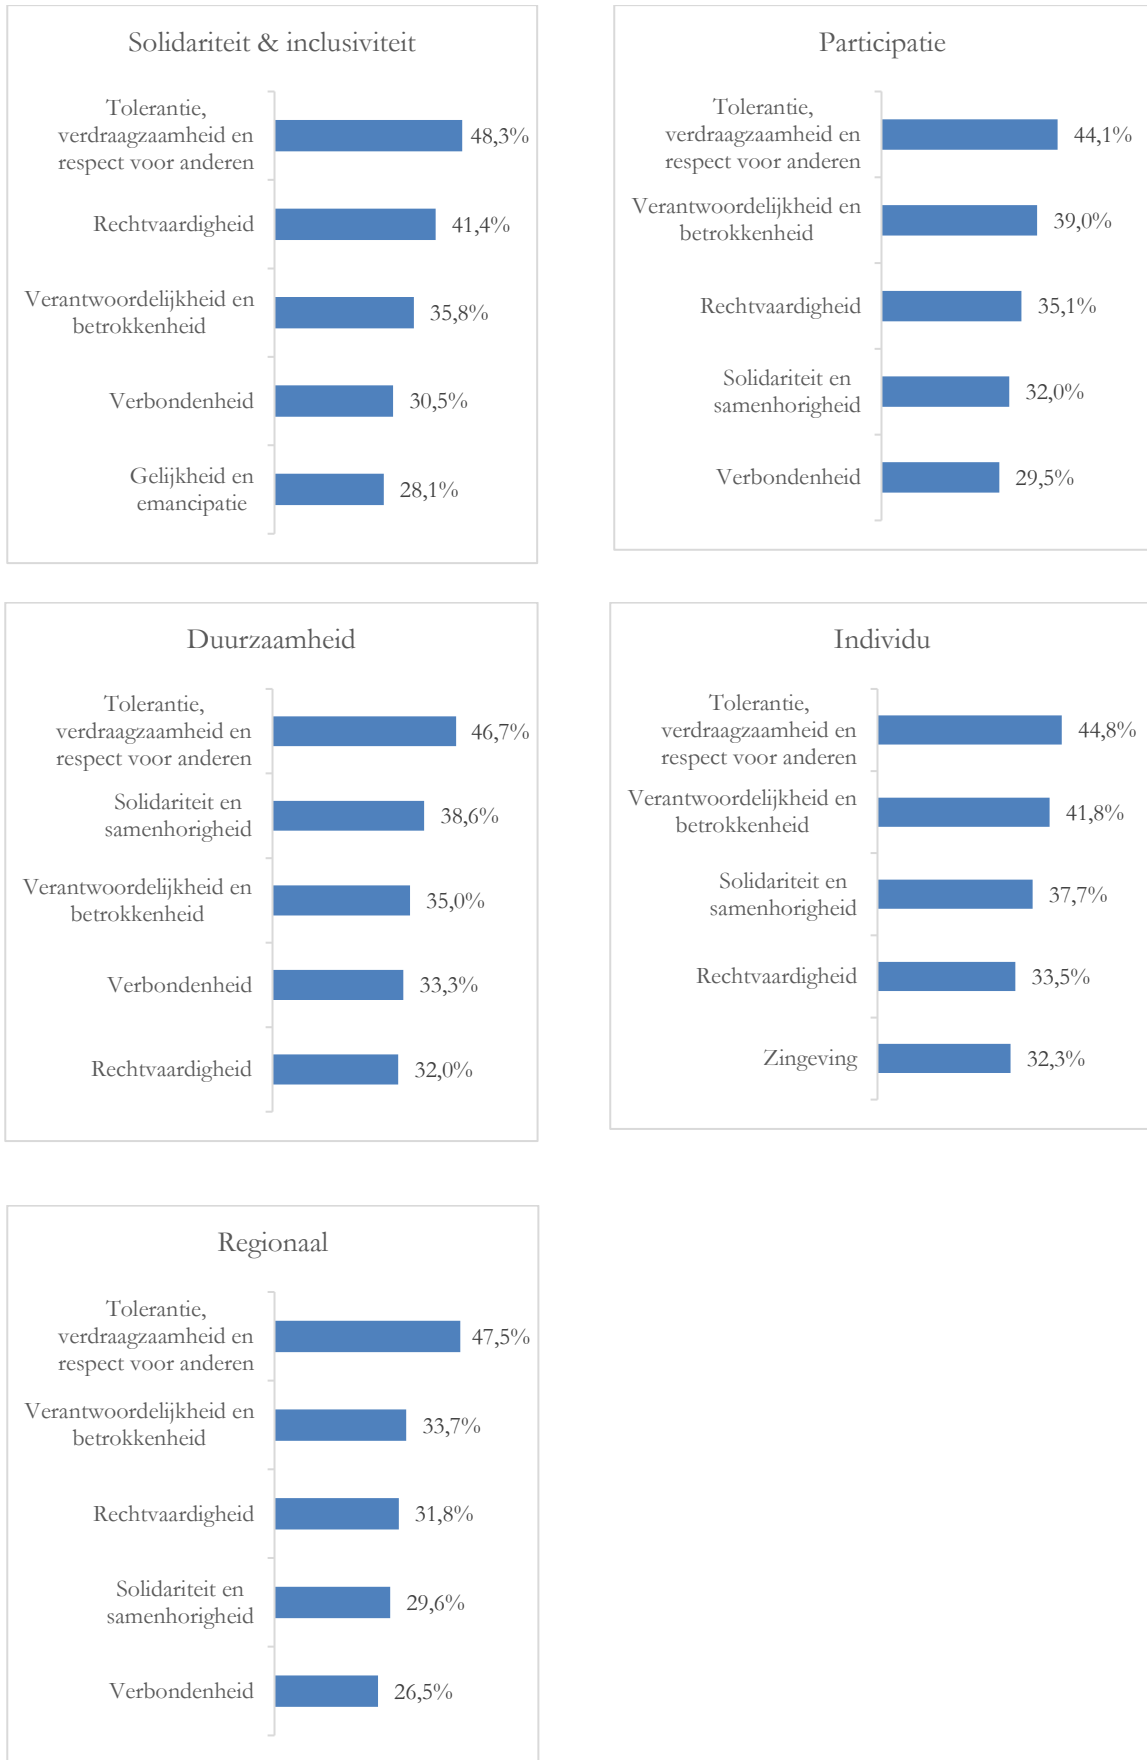 Solidariteit & inclusiviteit
Tolerantie,
verdraagzaamheid en
respect voor anderen
48,3%
Rechtvaardigheid
41,4%
Verantwoordelijkheid en
betrokkenheid
35,8%
Verbondenheid
30,5%
Gelijkheid en
emancipatie
28,1%
Participatie
Tolerantie,
verdraagzaamheid en
respect voor anderen
44,1%
Verantwoordelijkheid en
betrokkenheid
39,0%
Rechtvaardigheid
35,1%
Solidariteit en
samenhorigheid
32,0%
Verbondenheid
29,5%
Duurzaamheid
Tolerantie,
verdraagzaamheid en
respect voor anderen
46,7%
Solidariteit en
samenhorigheid
38,6%
Verantwoordelijkheid en
betrokkenheid
35,0%
Verbondenheid
33,3%
Rechtvaardigheid
32,0%
Individu
Tolerantie,
verdraagzaamheid en
respect voor anderen
44,8%
Verantwoordelijkheid en
betrokkenheid
41,8%
Solidariteit en
samenhorigheid
37,7%
Rechtvaardigheid
33,5%
Zingeving
32,3%
Regionaal
Tolerantie,
verdraagzaamheid en
respect voor anderen
47,5%
Verantwoordelijkheid en
betrokkenheid
33,7%
Rechtvaardigheid
31,8%
Solidariteit en
samenhorigheid
29,6%
Verbondenheid
26,5%